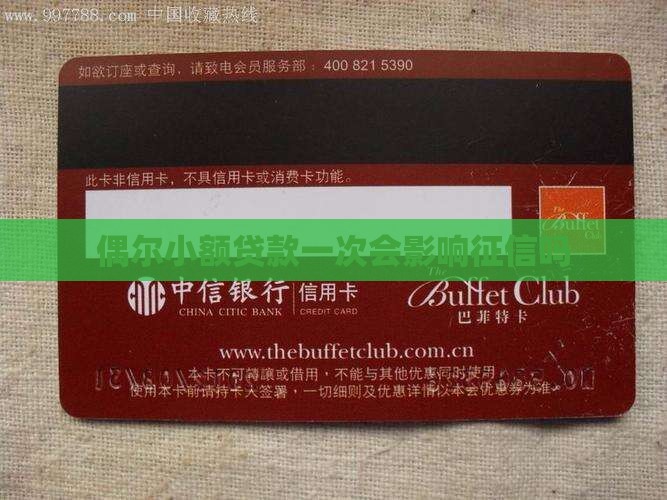 www.997788.com 中国收藏热线
如欲订座或查询，请致电会员服务部：400 821 5390
此卡非信用卡，不具信用卡或消费卡功能。
The Buffet Club
偶尔小额贷款一次会影响征信吗
中信银行 信用卡
CHINA CITIC BANK CREDIT CARD
The Buffet Club
巴菲特卡
www.thebuffetclub.com.cn
本卡不可轉讓或借用，不能与其他优惠同时使用，
使用本卡前请持卡人签署，一切细则及优惠详情以本会优惠券为准。